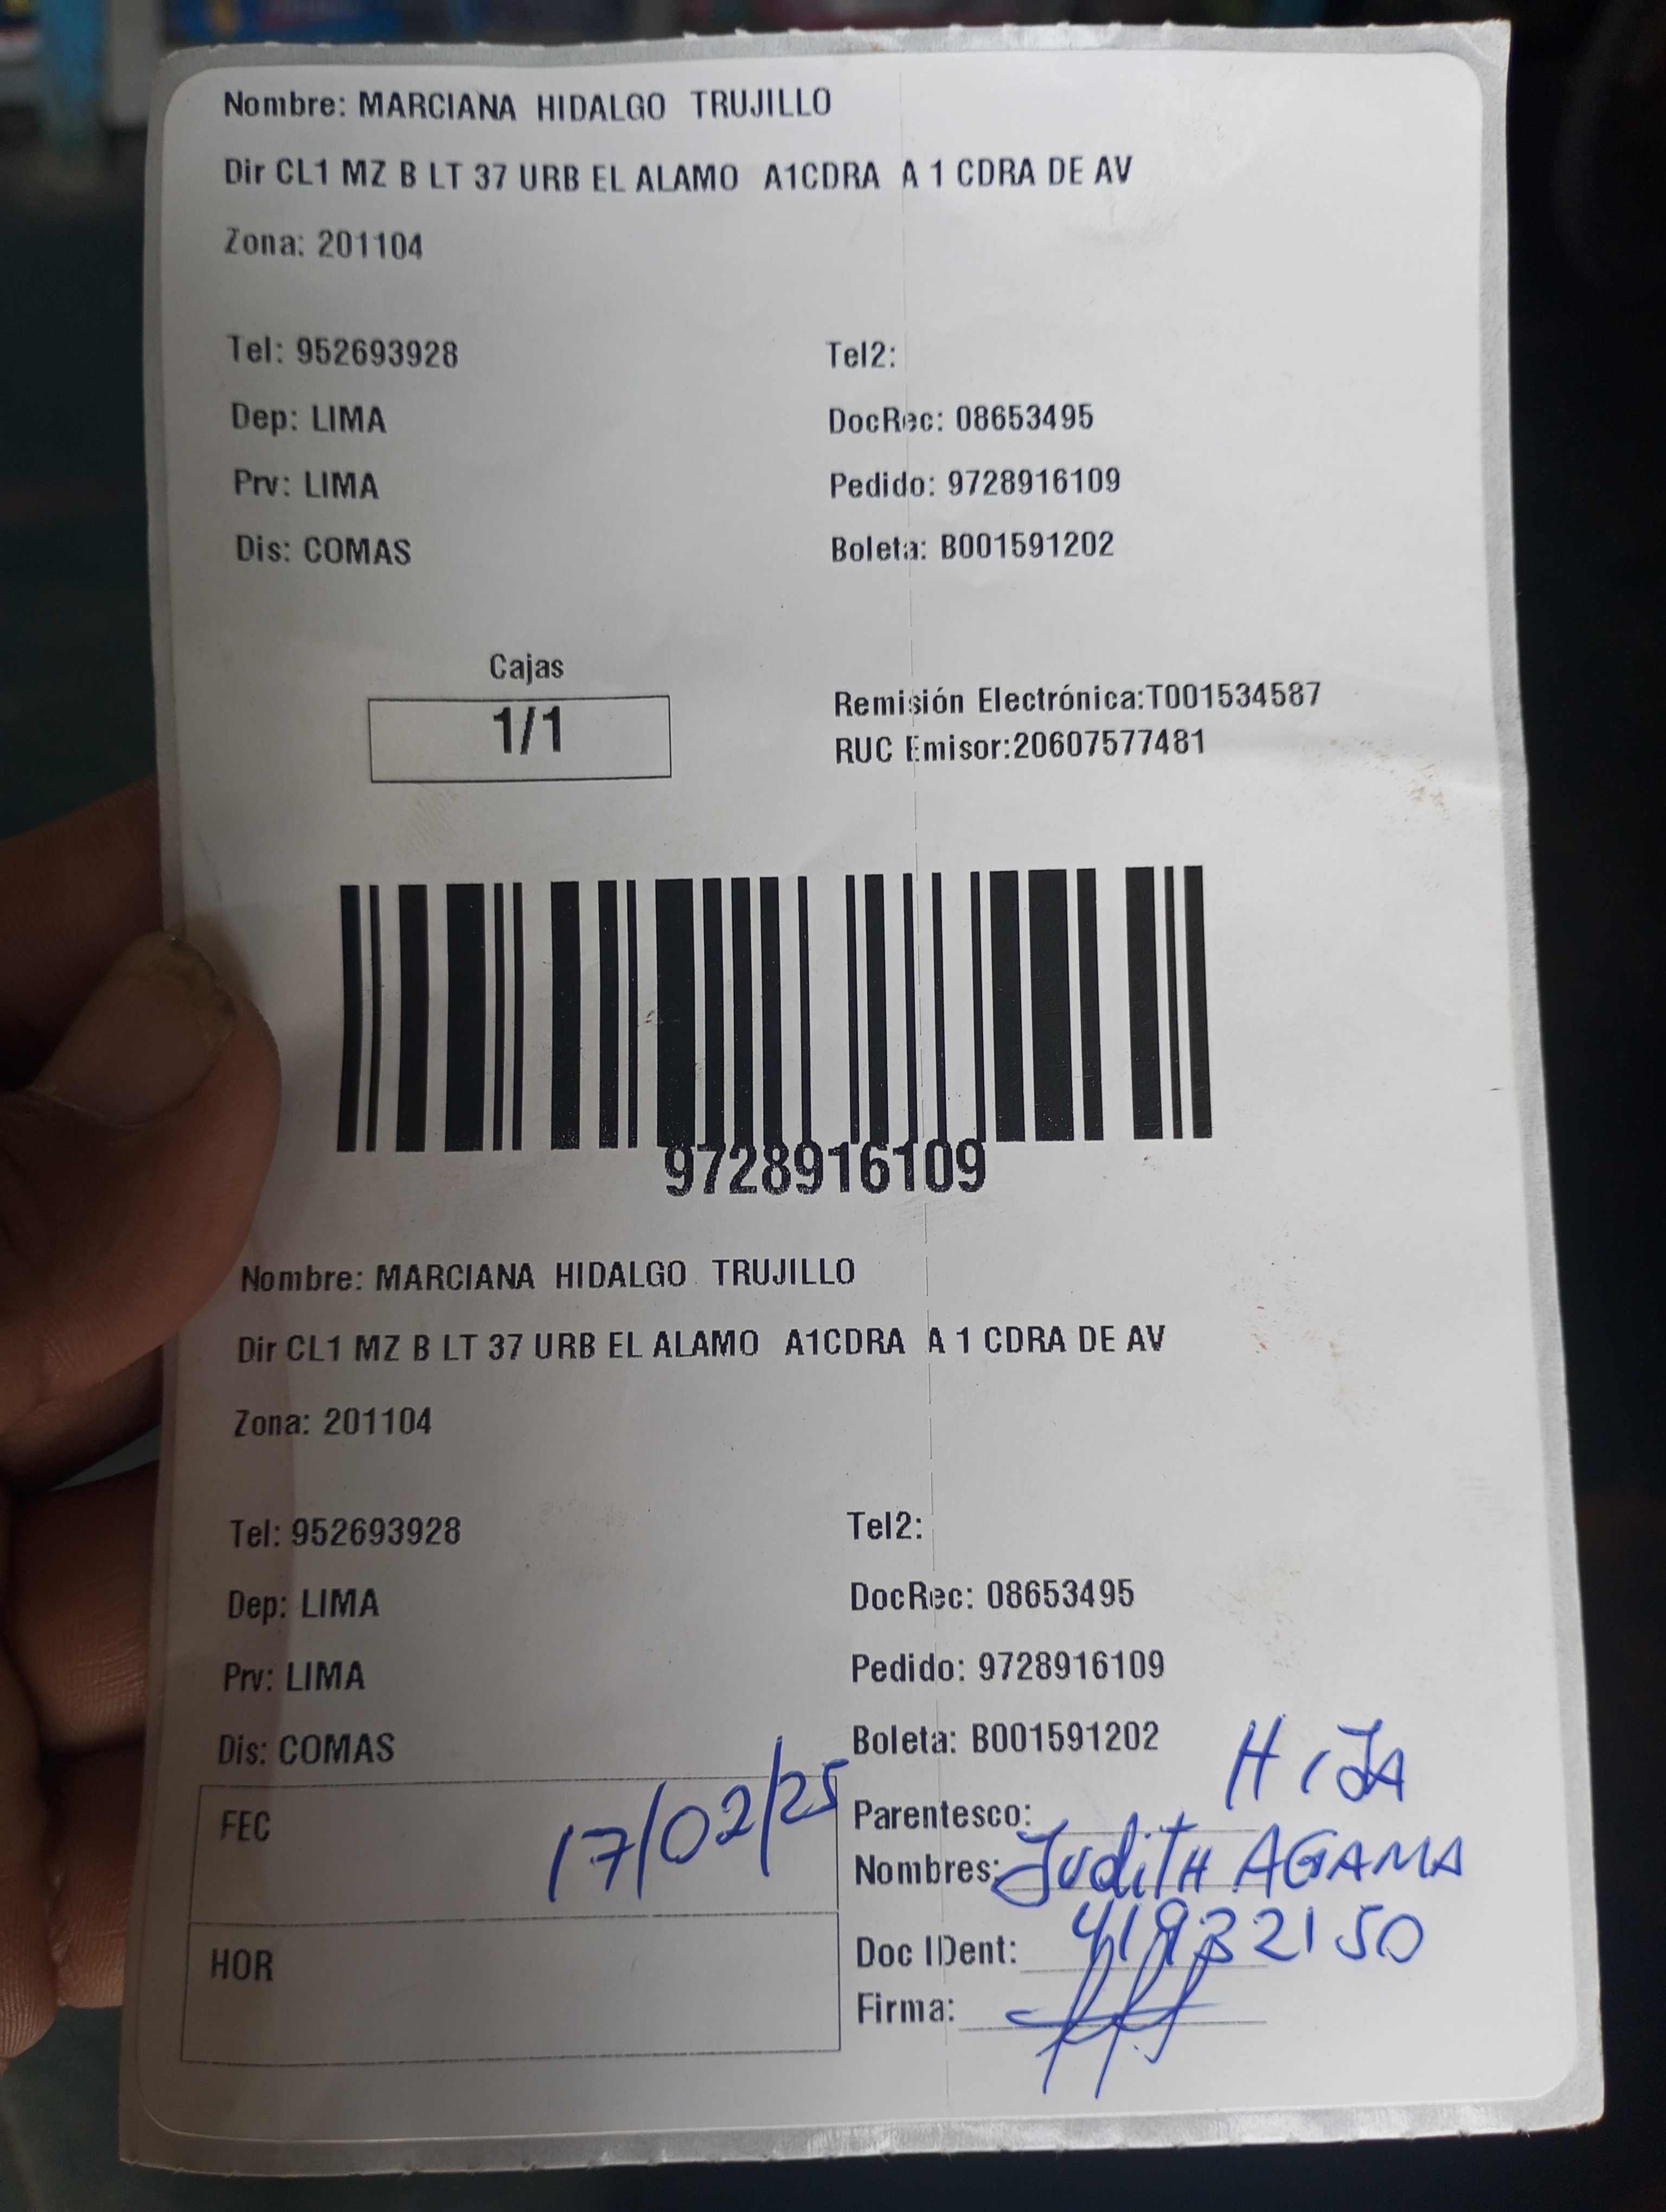 Nombre: MARCIANA HIDALGO TRUJILLO
Dir CL1 MZ B LT 37 URB EL ALAMO A1CDRA A 1 CDRA DE AV
Zona: 201104
Tel: 952693928 Tel2:
Dep: LIMA DocRec: 08653495
Prv: LIMA Pedido: 9728916109
Dis: COMAS Boleta: B001591202
Cajas
1/1
Remisión Electrónica:T001534587
RUC Emisor:20607577481
9728916109
Nombre: MARCIANA HIDALGO TRUJILLO
Dir CL1 MZ B LT 37 URB EL ALAMO A1CDRA A 1 CDRA DE AV
Zona: 201104
Tel: 952693928 Tel2:
Dep: LIMA DocRec: 08653495
Prv: LIMA Pedido: 9728916109
Dis: COMAS Boleta: B001591202
FEC 17/02/25
Parentesco: HIJA
Nombres: Judith AGAMA
HOR
Doc IDent:
Firma: